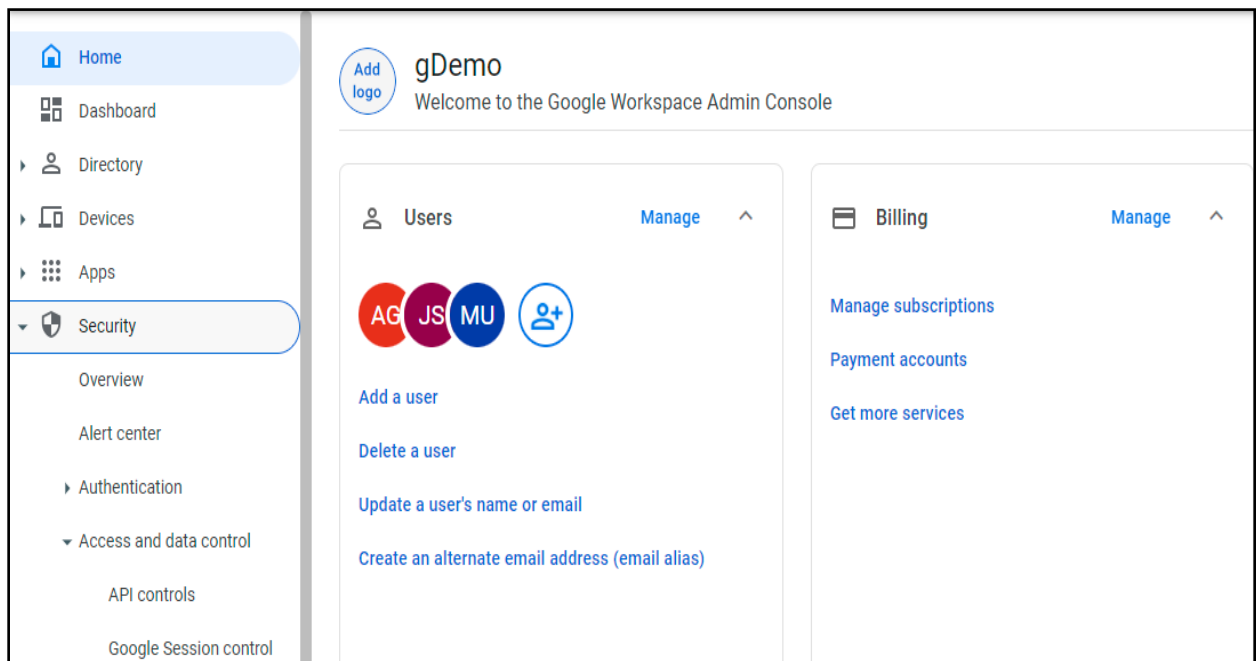 Home
Dashboard
Directory
Devices
Apps
Security
Overview
Alert center
Authentication
Access and data control
API controls
Google Session control
Add
logo
gDemo
Welcome to the Google Workspace Admin Console
Users
Manage
AG
JS
MU
Add a user
Delete a user
Update a user's name or email
Create an alternate email address (email alias)
Billing
Manage
Manage subscriptions
Payment accounts
Get more services